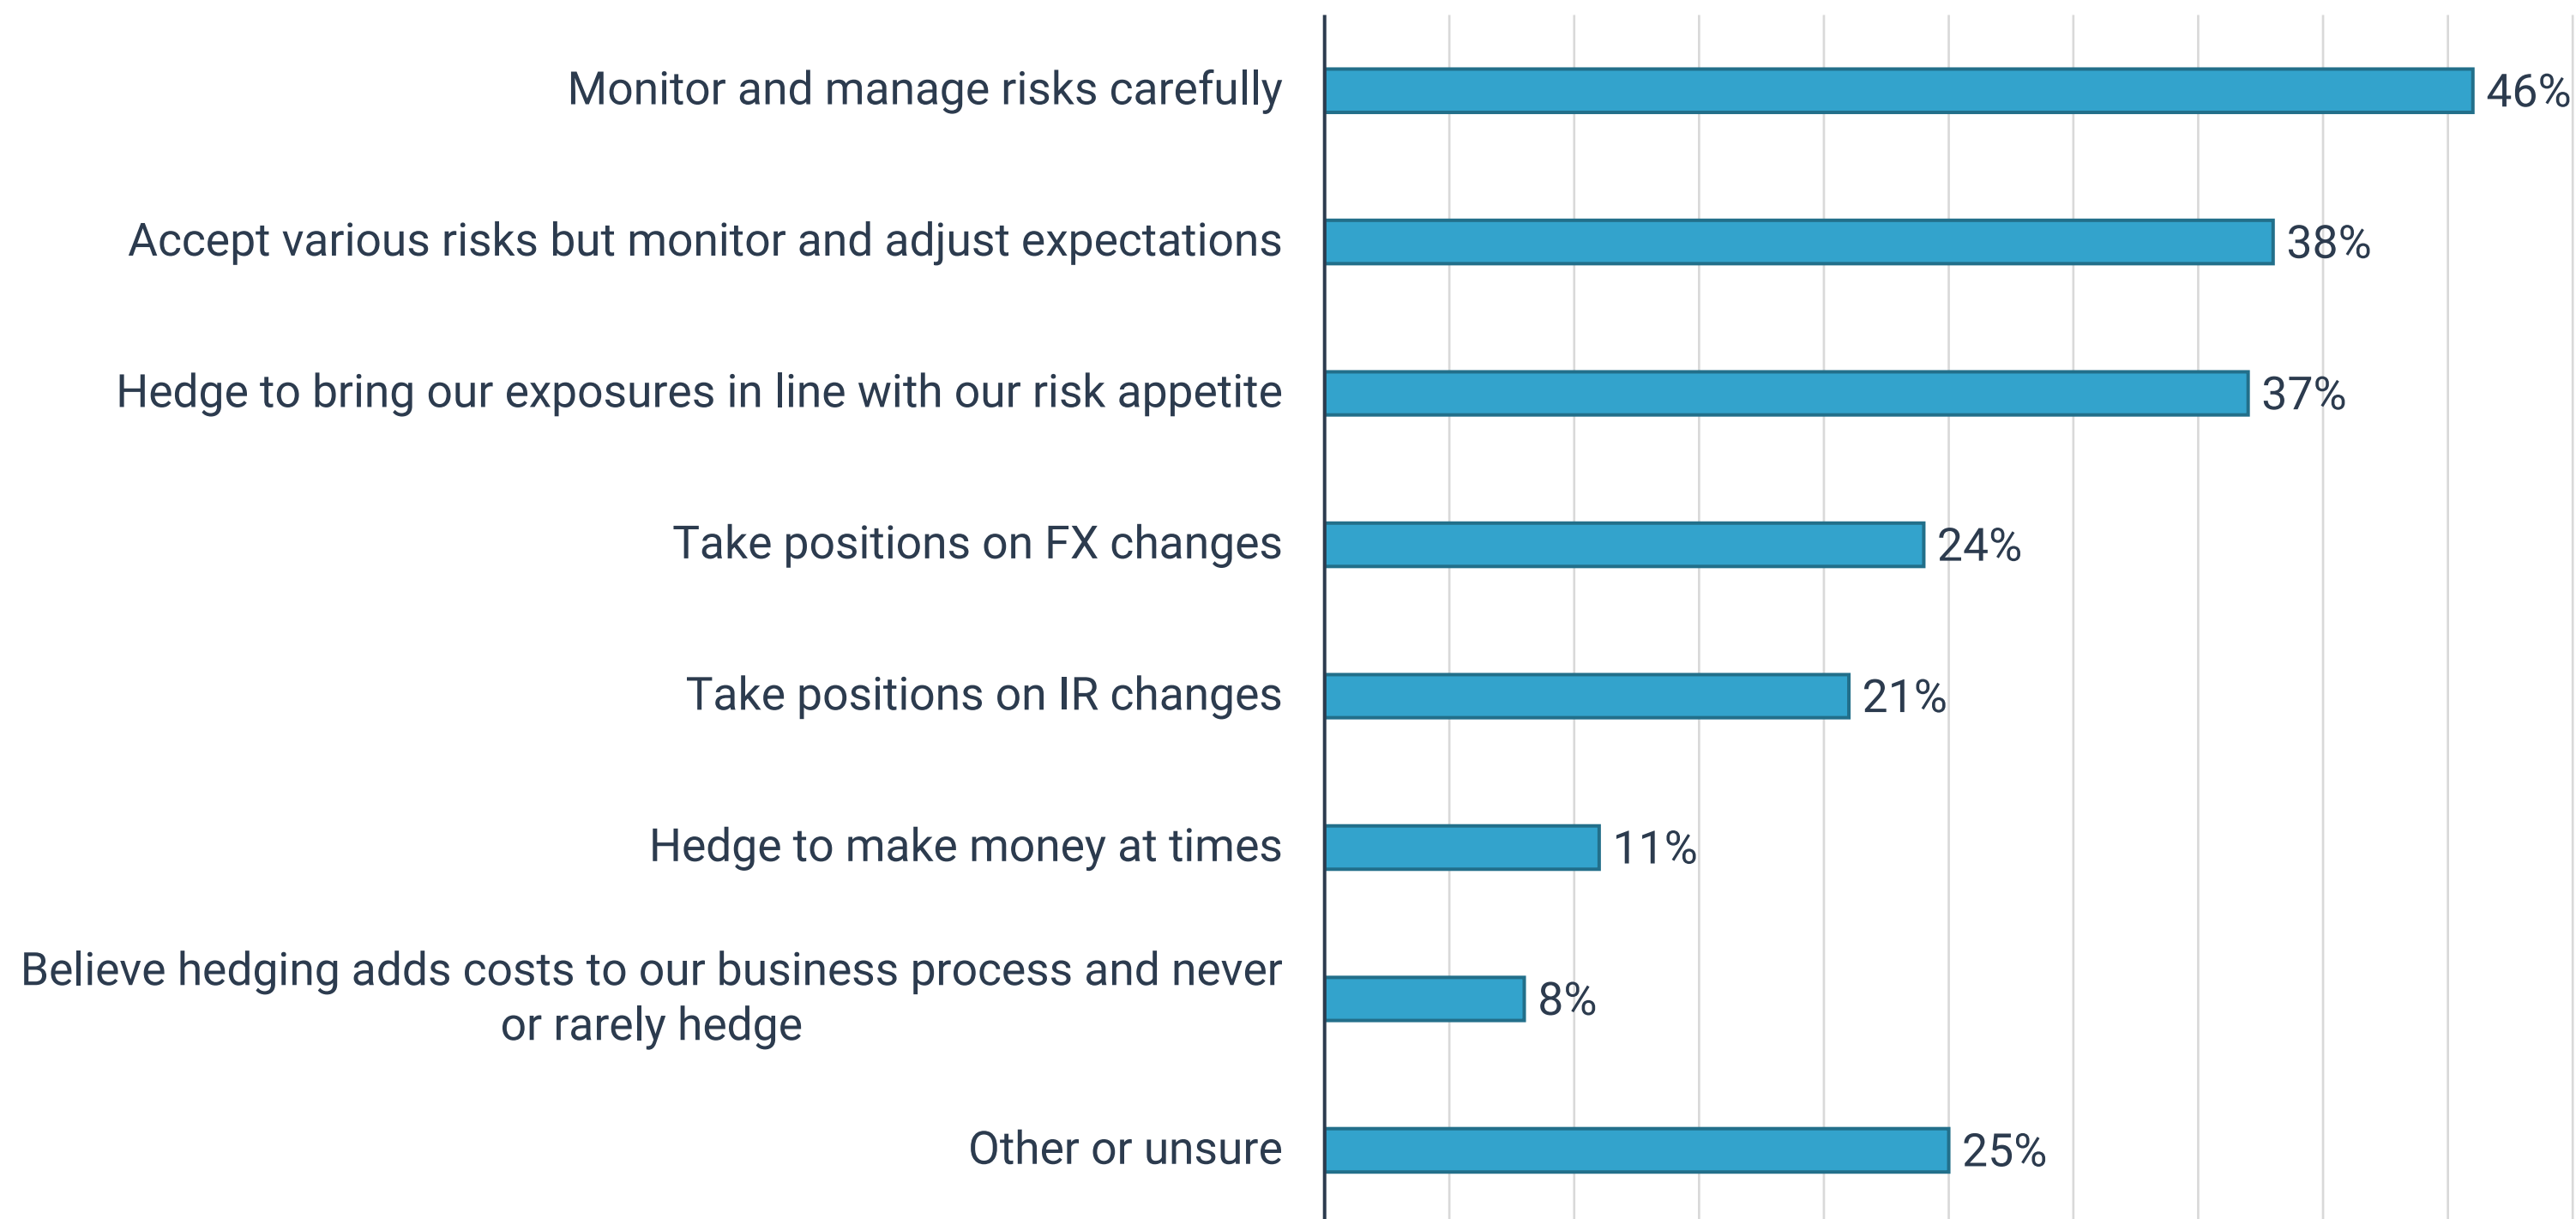 Monitor and manage risks carefully 46%
Accept various risks but monitor and adjust expectations 38%
Hedge to bring our exposures in line with our risk appetite 37%
Take positions on FX changes 24%
Take positions on IR changes 21%
Hedge to make money at times 11%
Believe hedging adds costs to our business process and never
or rarely hedge 8%
Other or unsure 25%